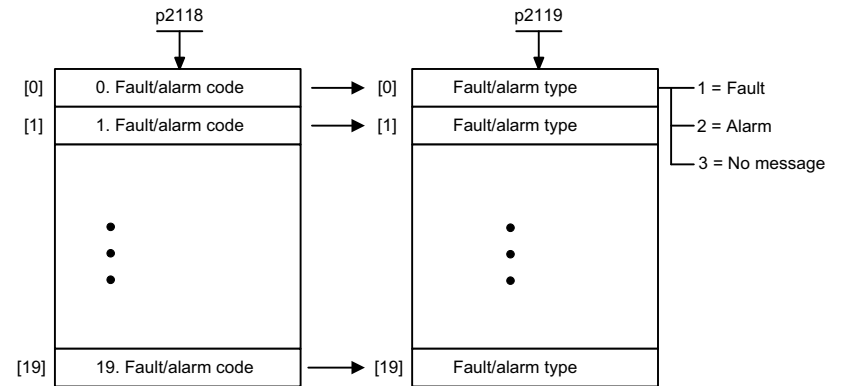 p2118 p2119
[0] 0. Fault/alarm code [0] Fault/alarm type 1 = Fault
[1] 1. Fault/alarm code [1] Fault/alarm type 2 = Alarm
3 = No message
[19] 19. Fault/alarm code [19] Fault/alarm type